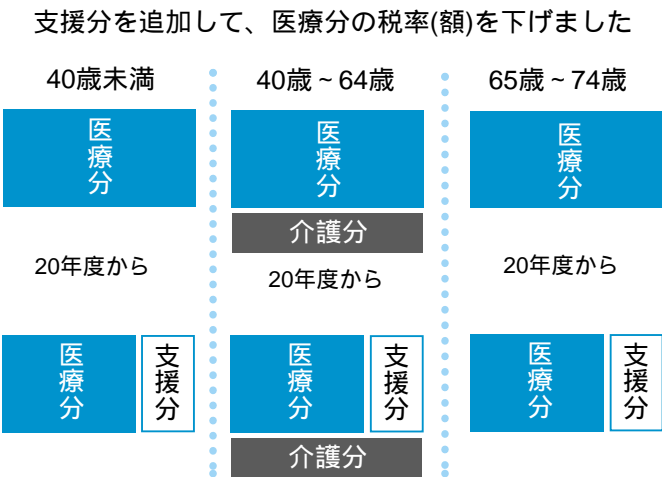 支援分を追加して、医療分の税率(額)を下げました
40歳未満
医療分
20年度から
医療分
支援分
40歳~64歳
医療分
介護分
20年度から
医療分
支援分
介護分
65歳~74歳
医療分
20年度から
医療分
支援分